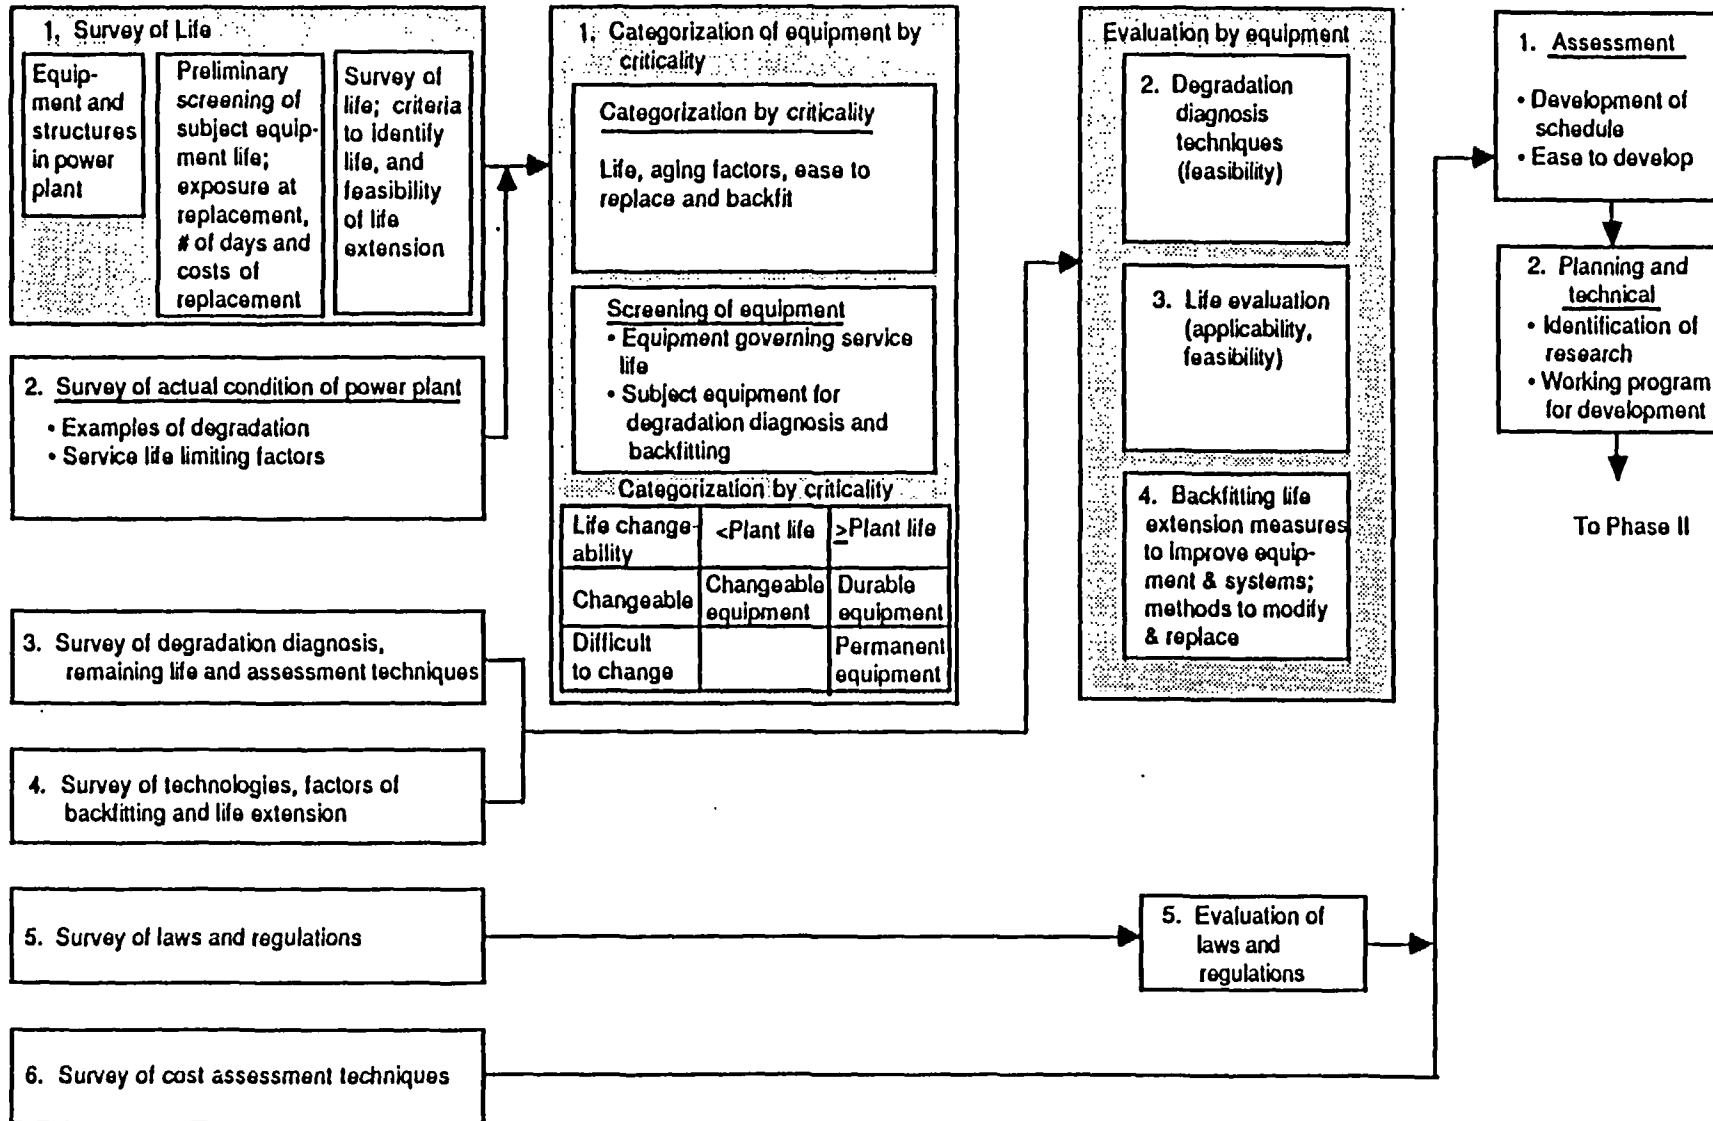 1. Survey of Life
Equip-
ment and
structures
in power
plant
Preliminary
screening of
subject equip-
ment life;
exposure at
replacement,
# of days and
costs of
replacement
Survey of
life; criteria
to identify
life, and
feasibility
of life
extension
2. Survey of actual condition of power plant
• Examples of degradation
• Service life limiting factors
3. Survey of degradation diagnosis,
remaining life and assessment techniques
4. Survey of technologies, factors of
backfitting and life extension
5. Survey of laws and regulations
6. Survey of cost assessment techniques
1. Categorization of equipment by
criticality
Categorization by criticality
Life, aging factors, ease to
replace and backfit
Screening of equipment
• Equipment governing service
life
• Subject equipment for
degradation diagnosis and
backfitting
Categorization by criticality
Life change-
ability
<Plant life
≥Plant life
Changeable
Changeable
equipment
Durable
equipment
Difficult
to change
Permanent
equipment
Evaluation by equipment
2. Degradation
diagnosis
techniques
(feasibility)
3. Life evaluation
(applicability,
feasibility)
4. Backfitting life
extension measures
to improve equip-
ment & systems;
methods to modify
& replace
5. Evaluation of
laws and
regulations
1. Assessment
• Development of
schedule
• Ease to develop
2. Planning and
technical
• Identification of
research
• Working program
for development
To Phase II